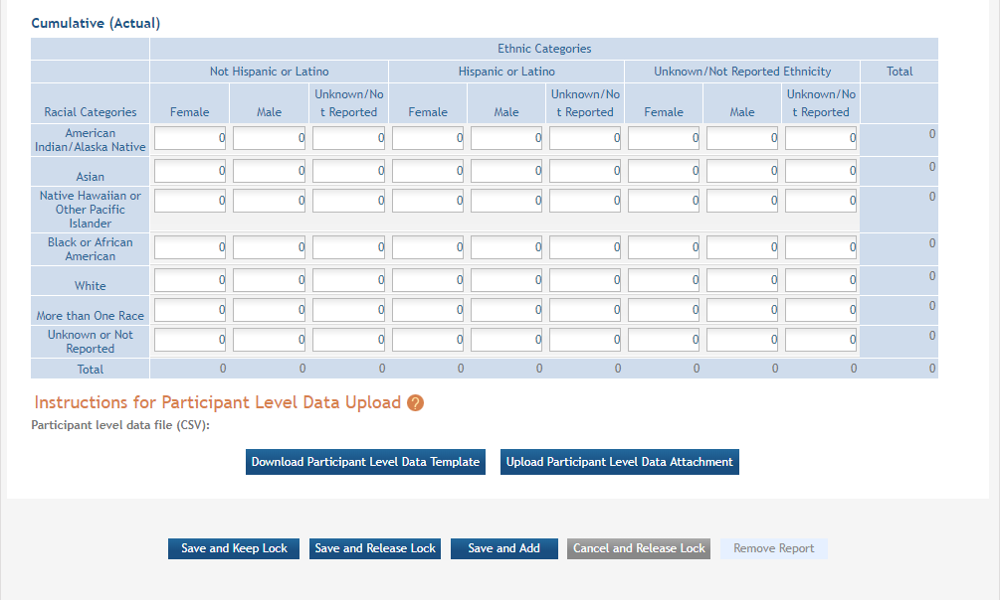 Cumulative (Actual)
Ethnic Categories
Not Hispanic or Latino Hispanic or Latino Unknown/Not Reported Ethnicity Total
Unknown/No Unknown/No Unknown/No
Racial Categories Female Male t Reported Female Male t Reported Female Male t Reported
American
Indian/Alaska Native 0 0 0 0 0 0 0 0 0 0
Asian 0 0 0 0 0 0 0 0 0 0
Native Hawaiian or
Other Pacific
Islander 0 0 0 0 0 0 0 0 0 0
Black or African
American 0 0 0 0 0 0 0 0 0 0
White 0 0 0 0 0 0 0 0 0 0
More than One Race 0 0 0 0 0 0 0 0 0 0
Unknown or Not
Reported 0 0 0 0 0 0 0 0 0 0
Total 0 0 0 0 0 0 0 0 0 0
Instructions for Participant Level Data Upload ?
Participant level data file (CSV):
Download Participant Level Data Template Upload Participant Level Data Attachment
Save and Keep Lock Save and Release Lock Save and Add Cancel and Release Lock Remove Report